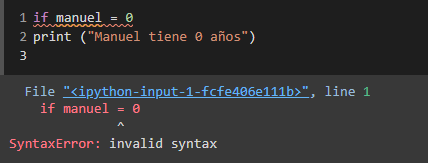 1 if manuel = 0
2 print ("Manuel tiene 0 años")
3
File "<ipython-input-1-fcfe406e111b>", line 1
if manuel = 0
^
SyntaxError: invalid syntax